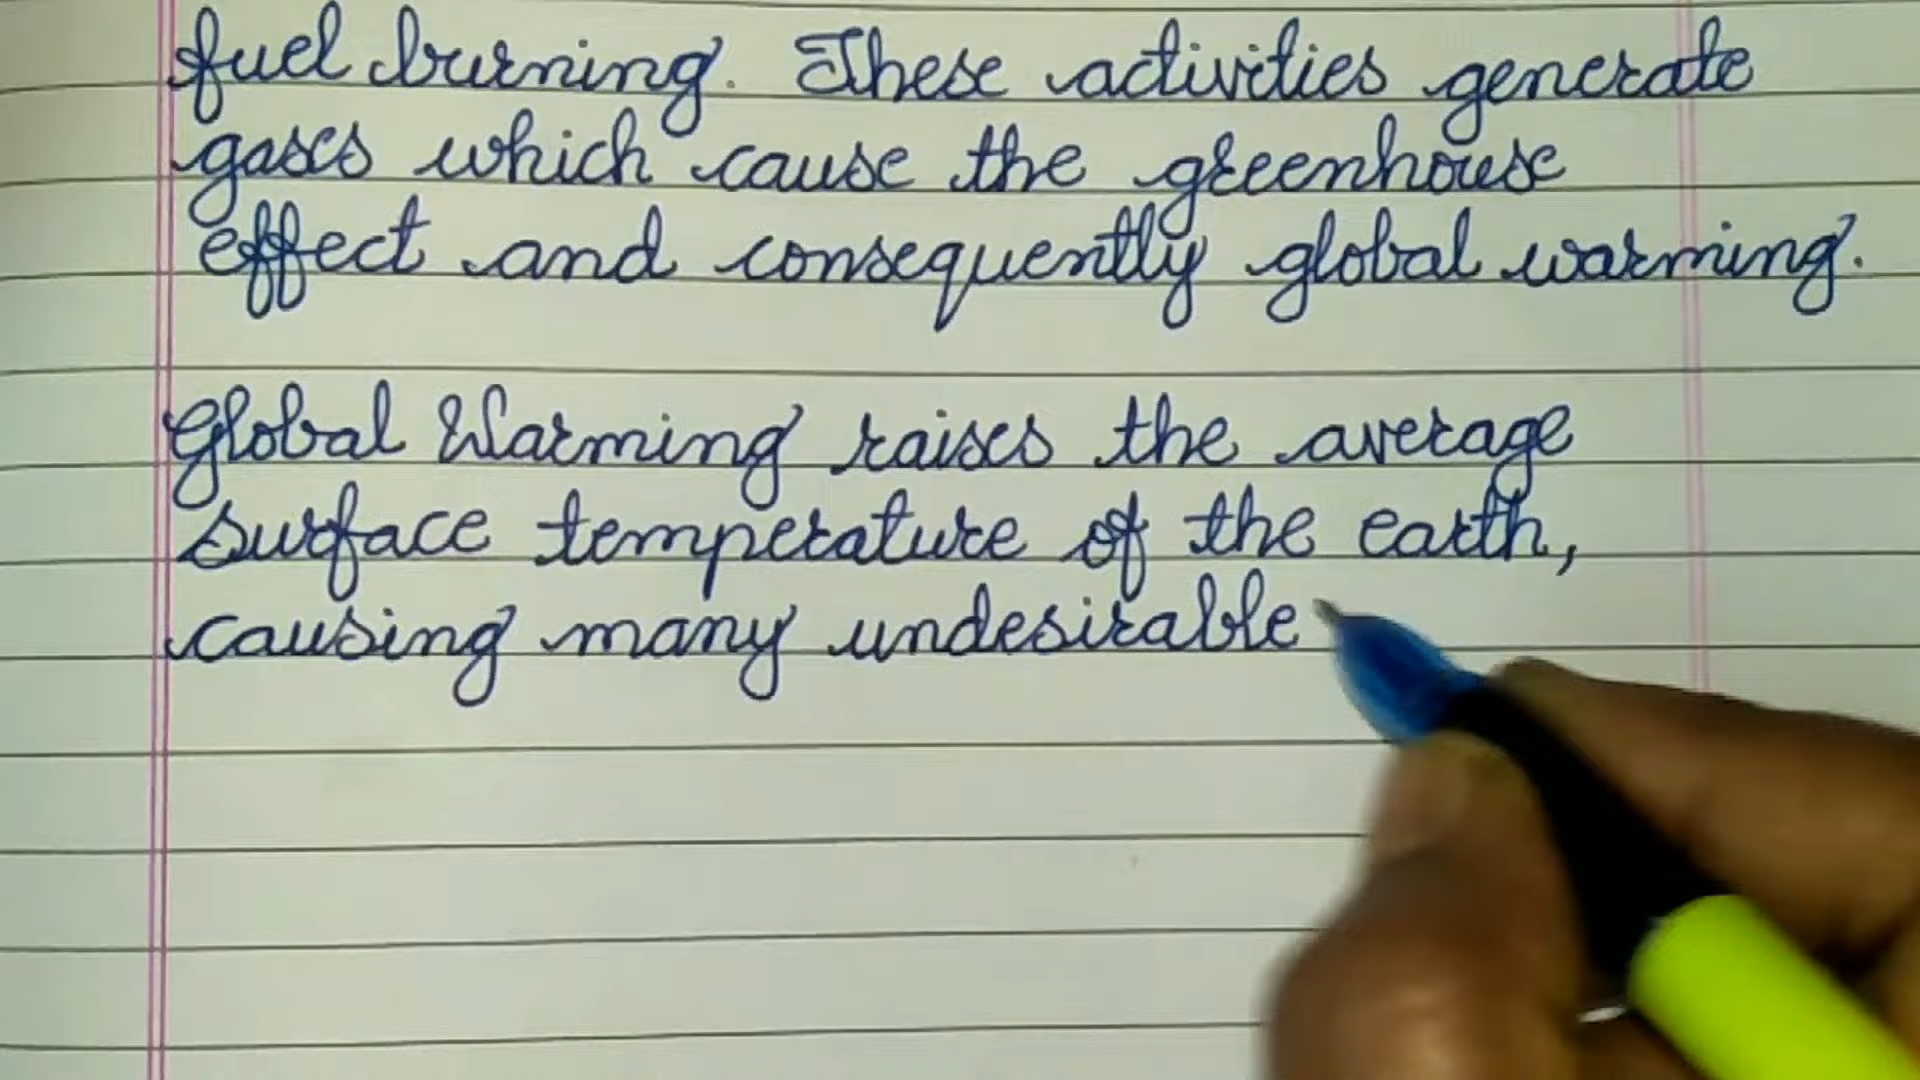 fuel burning. These activities generate
gases which cause the greenhouse
effect and consequently global warming.
Global Warming raises the average
surface temperature of the earth,
causing many undesirable